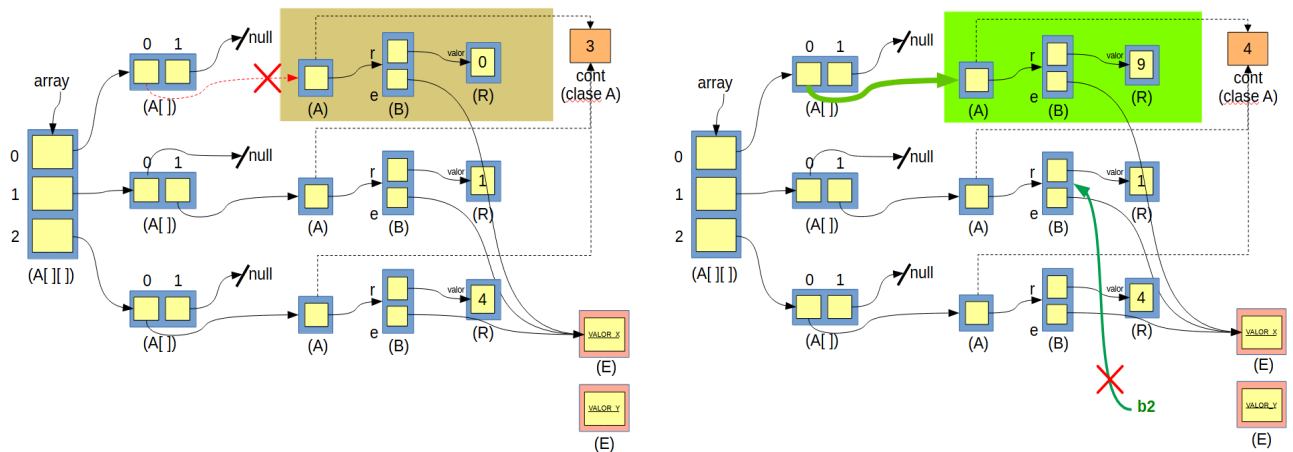 array
0 1
null
(A[ ])
(A)
r
e
(B)
valor
0
(R)
3
cont
(clase A)
0
1
2
(A[ ][ ])
0 1
null
(A[ ])
(A)
r
e
(B)
valor
1
(R)
0 1
null
(A[ ])
(A)
r
e
(B)
valor
4
(R)
VALOR_X
(E)
VALOR_Y
(E)
array
0 1
null
(A[ ])
(A)
r
e
(B)
valor
9
(R)
4
cont
(clase A)
0
1
2
(A[ ][ ])
0 1
null
(A[ ])
(A)
r
e
(B)
valor
1
(R)
0 1
null
(A[ ])
(A)
r
e
(B)
valor
4
(R)
VALOR_X
(E)
b2
VALOR_Y
(E)